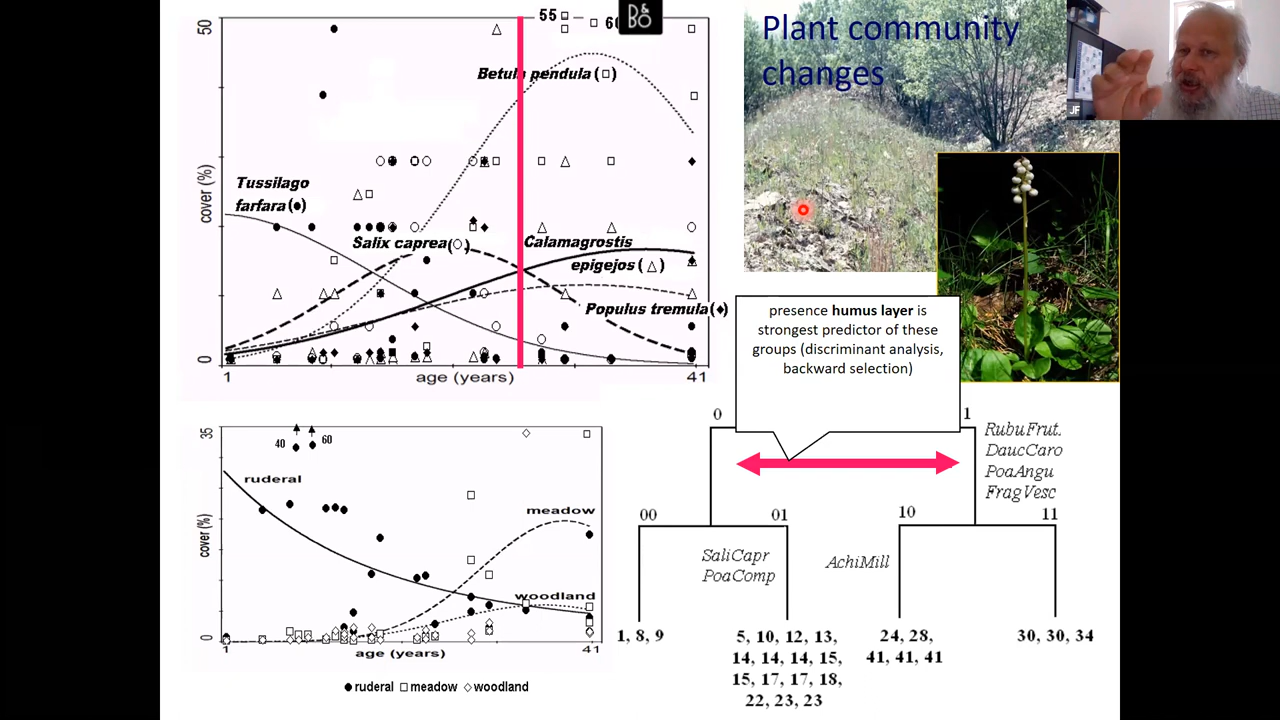 50
55
60
D&BO
Plant community
changes
JF
Betula pendula (□)
cover (%)
Tussilago
farfara (●)
Salix caprea(○)
Calamagrostis
epigejos (△)
Populus tremula (♦)
0
1
age (years)
41
presence humus layer is
strongest predictor of these
groups (discriminant analysis,
backward selection)
35
40
60
ruderal
cover (%)
meadow
woodland
0
1
age (years)
41
● ruderal □ meadow ◇ woodland
0
1
RubuFrut.
DaucCaro
PoaAngu
FragVesc
00
01
10
11
SaliCapr
PoaComp
AchiMill
1, 8, 9
5, 10, 12, 13,
14, 14, 14, 15,
15, 17, 17, 18,
22, 23, 23
24, 28,
41, 41, 41
30, 30, 34